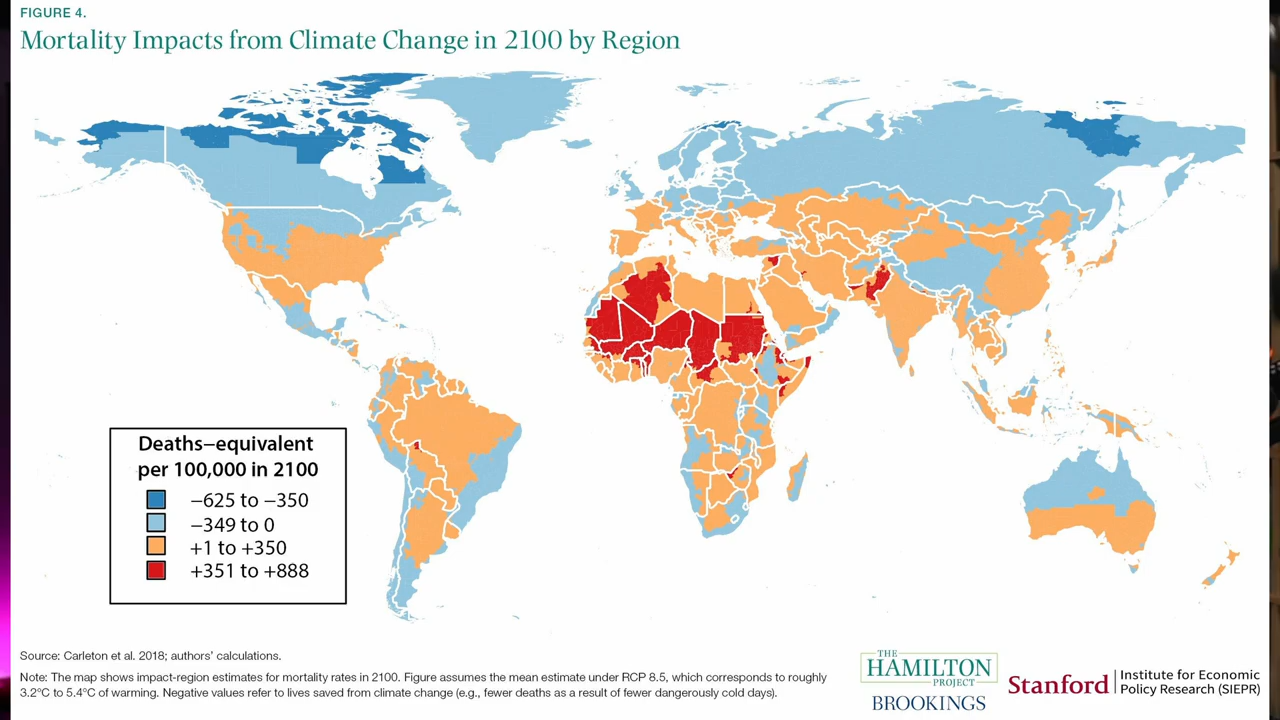 FIGURE 4.
Mortality Impacts from Climate Change in 2100 by Region
Deaths−equivalent
per 100,000 in 2100
−625 to −350
−349 to 0
+1 to +350
+351 to +888
Source: Carleton et al. 2018; authors' calculations.
Note: The map shows impact-region estimates for mortality rates in 2100. Figure assumes the mean estimate under RCP 8.5, which corresponds to roughly
3.2°C to 5.4°C of warming. Negative values refer to lives saved from climate change (e.g., fewer deaths as a result of fewer dangerously cold days).
THE
HAMILTON
PROJECT
BROOKINGS
Stanford
Institute for Economic
Policy Research (SIEPR)